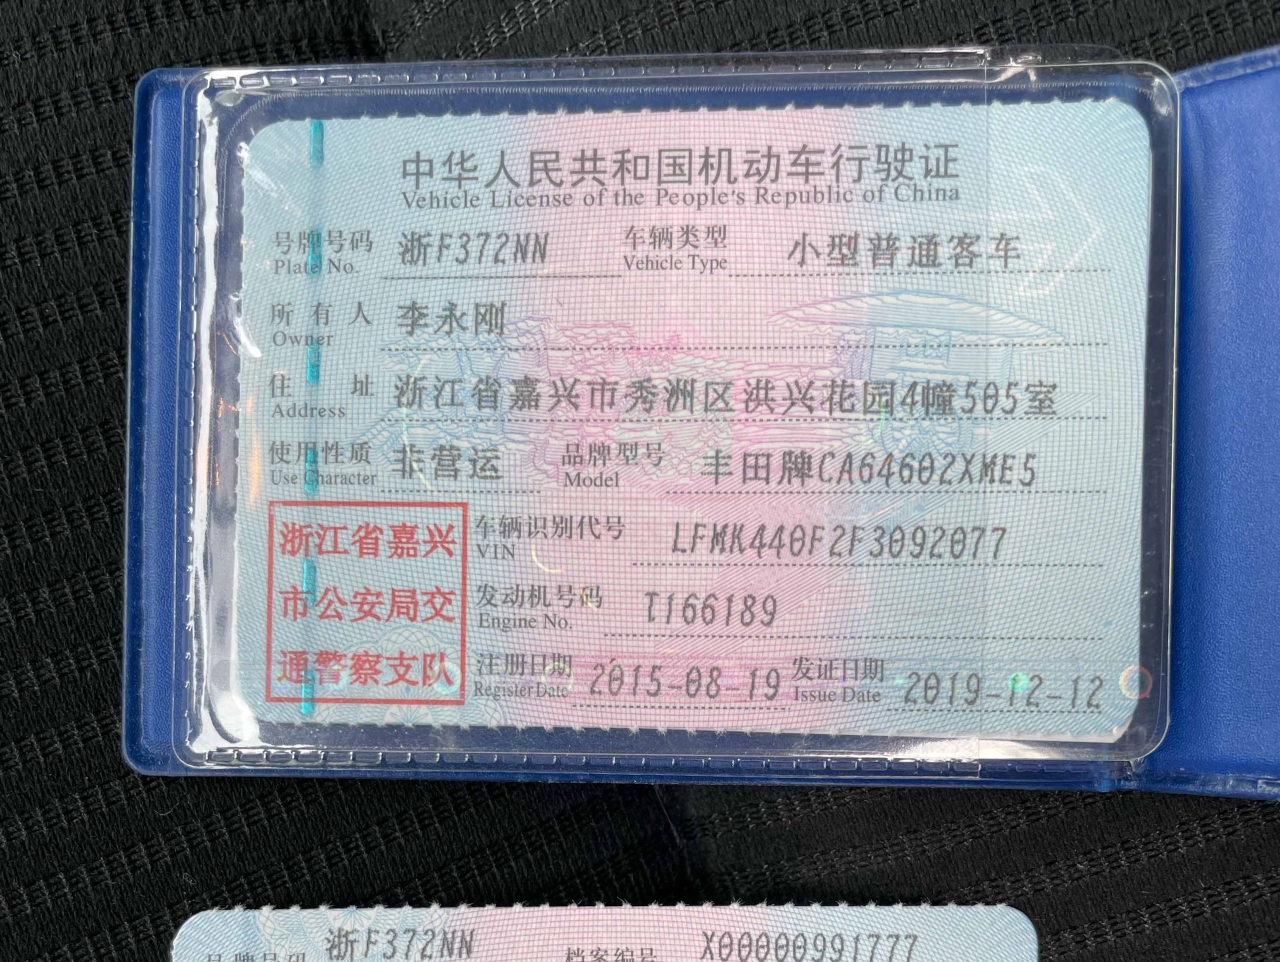 中华人民共和国机动车行驶证
Vehicle License of the People's Republic of China
号牌号码 浙F372NN 车辆类型 小型普通客车
Plate No. Vehicle Type
所有人 李永刚
Owner
住址 浙江省嘉兴市秀洲区洪兴花园4幢505室
Address
使用性质 非营运 品牌型号 丰田牌CA64602XME5
Use Character Model
浙江省嘉兴
市公安局交
通警察支队
车辆识别代号 LFMK440F2F3092077
VIN
发动机号码 T166189
Engine No.
注册日期 2015-08-19 发证日期 2019-12-12
Register Date Issue Date
号牌号码 浙F372NN 档案编号 X00000991777